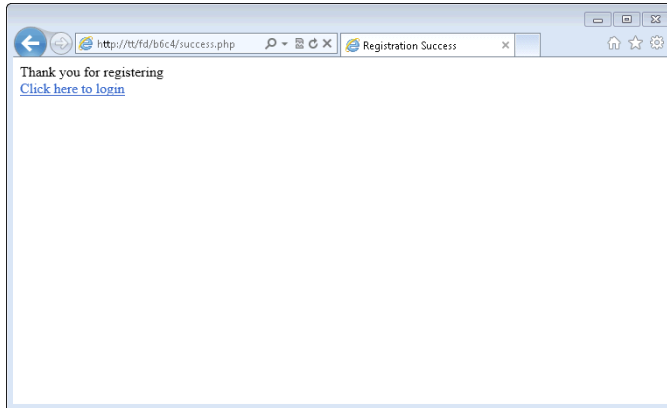 http://tt/fd/b6c4/success.php
Registration Success
Thank you for registering
Click here to login